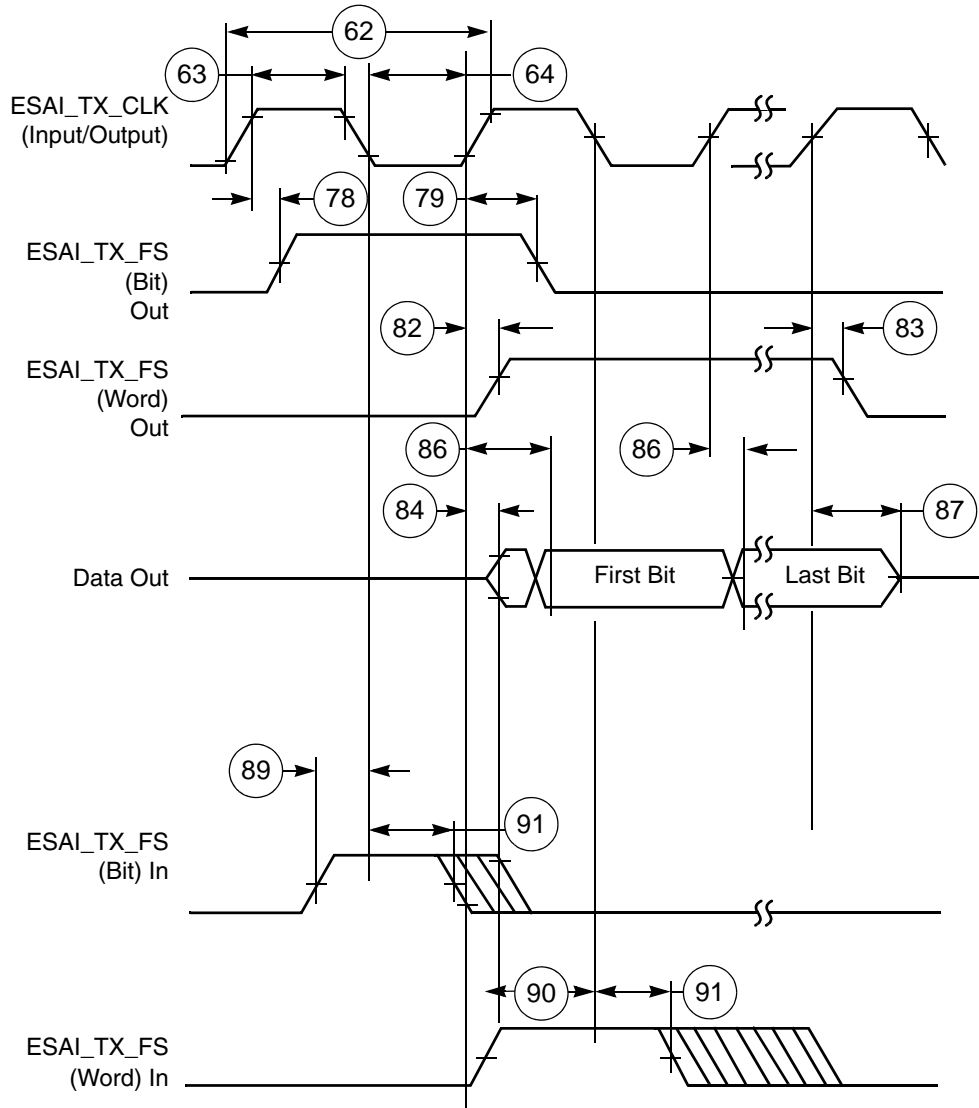 62
63
64
ESAI_TX_CLK
(Input/Output)
78
79
ESAI_TX_FS
(Bit)
Out
82
83
ESAI_TX_FS
(Word)
Out
86
86
84
87
Data Out
First Bit
Last Bit
89
91
ESAI_TX_FS
(Bit) In
90
91
ESAI_TX_FS
(Word) In